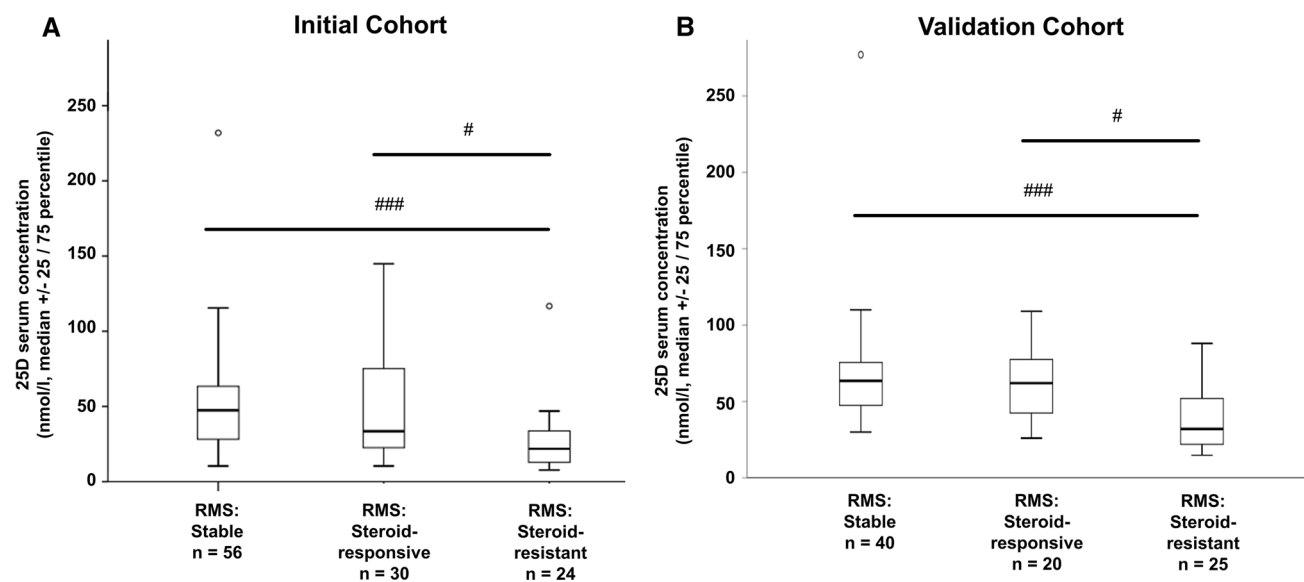 A
Initial Cohort
25D serum concentration
(nmol/l, median +/- 25 / 75 percentile)
250
200
150
100
50
0
#
###
RMS:
Stable
n = 56
RMS:
Steroid-
responsive
n = 30
RMS:
Steroid-
resistant
n = 24
B
Validation Cohort
25D serum concentration
(nmol/l, median +/- 25 / 75 percentile)
250
200
150
100
50
0
#
###
RMS:
Stable
n = 40
RMS:
Steroid-
responsive
n = 20
RMS:
Steroid-
resistant
n = 25